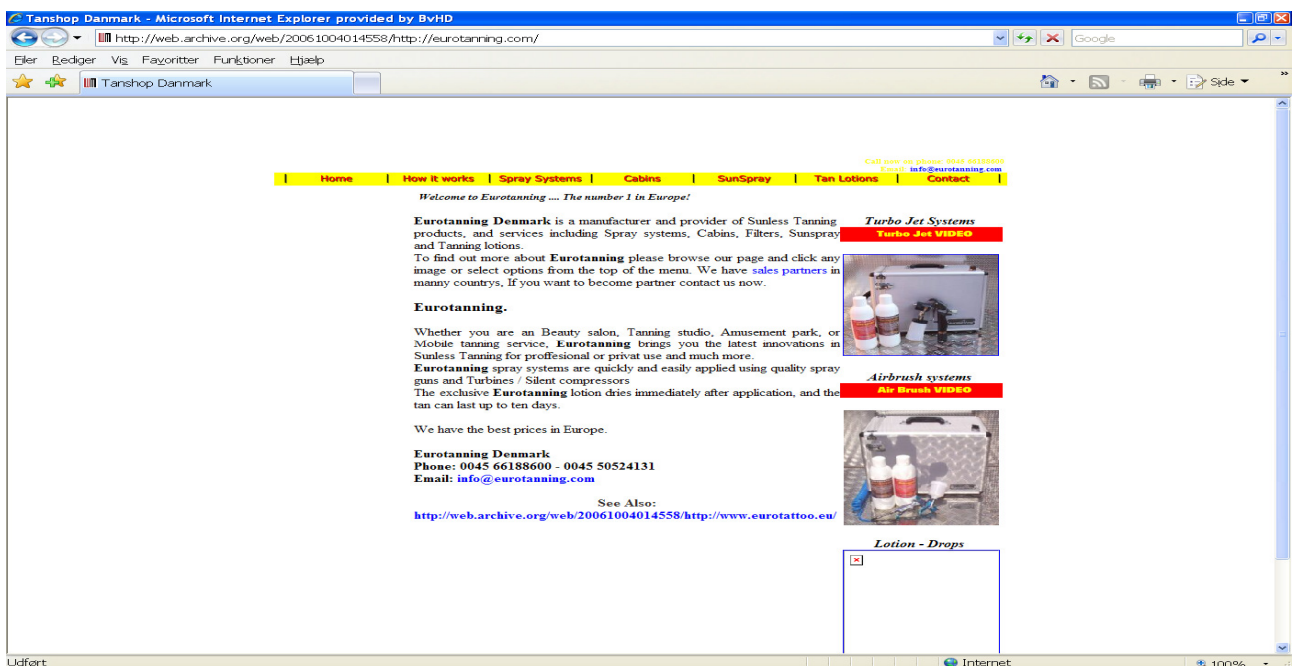 Tanshop Danmark - Microsoft Internet Explorer provided by BvHD
http://web.archive.org/web/20061004014558/http://eurotanning.com/
Google
Filer Rediger Vis Favoritter Funktioner Hjælp
Tanshop Danmark
Side
Call now on phone: 0045 66188600
Email: info@eurotanning.com
| Home | How it works | Spray Systems | Cabins | SunSpray | Tan Lotions | Contact |
Welcome to Eurotanning .... The number 1 in Europe!
Eurotanning Denmark is a manufacturer and provider of Sunless Tanning
products, and services including Spray systems, Cabins, Filters, Sunspray
and Tanning lotions.
To find out more about Eurotanning please browse our page and click any
image or select options from the top of the menu. We have sales partners in
manny countrys, If you want to become partner contact us now.
Eurotanning.
Whether you are an Beauty salon, Tanning studio, Amusement park, or
Mobile tanning service, Eurotanning brings you the latest innovations in
Sunless Tanning for proffesional or privat use and much more.
Eurotanning spray systems are quickly and easily applied using quality spray
guns and Turbines / Silent compressors
The exclusive Eurotanning lotion dries immediately after application, and the
tan can last up to ten days.
We have the best prices in Europe.
Eurotanning Denmark
Phone: 0045 66188600 - 0045 50524131
Email: info@eurotanning.com
See Also:
http://web.archive.org/web/20061004014558/http://www.eurotattoo.eu/
Turbo Jet Systems
Turbo Jet VIDEO
Airbrush systems
Air Brush VIDEO
Lotion - Drops
Udført
Internet
100%